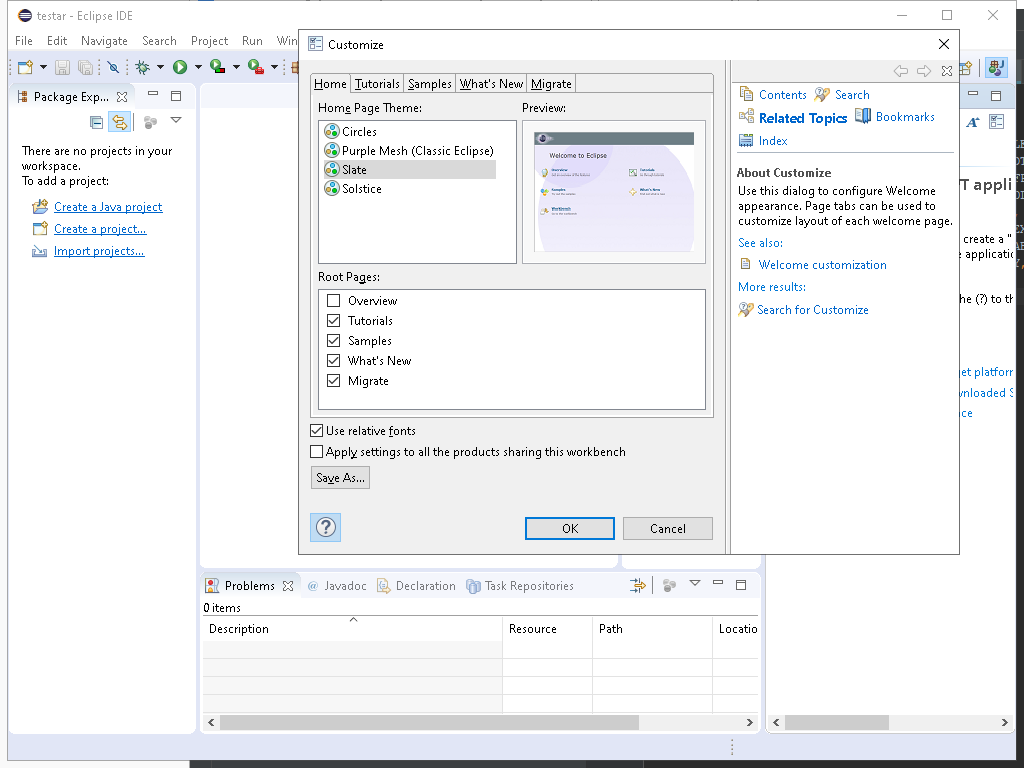 testar - Eclipse IDE
File Edit Navigate Search Project Run Win
Customize
Package Exp...
There are no projects in your
workspace.
To add a project:
Create a Java project
Create a project...
Import projects...
Home Tutorials Samples What's New Migrate
Home Page Theme:
Preview:
Circles
Purple Mesh (Classic Eclipse)
Slate
Solstice
Welcome to Eclipse
Overview
Tutorials
Samples
What's New
Workbench
Root Pages:
Overview
Tutorials
Samples
What's New
Migrate
Use relative fonts
Apply settings to all the products sharing this workbench
Save As...
OK
Cancel
Contents
Search
Related Topics
Bookmarks
Index
About Customize
Use this dialog to configure Welcome
appearance. Page tabs can be used to
customize layout of each welcome page.
See also:
Welcome customization
More results:
Search for Customize
T appli
create a "
e applicatio
he (?) to th
et platforr
wnloaded S
ce
Problems
@ Javadoc
Declaration
Task Repositories
0 items
Description
Resource
Path
Locatio